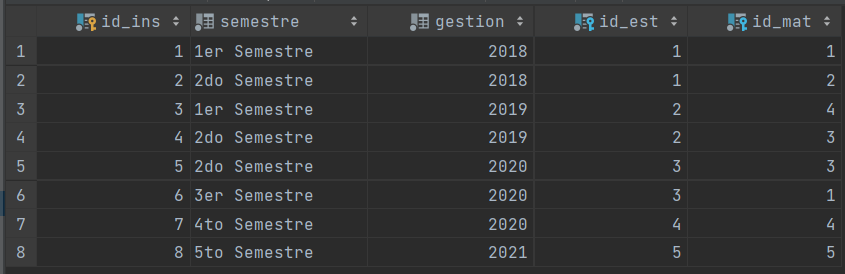 id_ins semestre gestion id_est id_mat
1 1 1er Semestre 2018 1 1
2 2 2do Semestre 2018 1 2
3 3 1er Semestre 2019 2 4
4 4 2do Semestre 2019 2 3
5 5 2do Semestre 2020 3 3
6 6 3er Semestre 2020 3 1
7 7 4to Semestre 2020 4 4
8 8 5to Semestre 2021 5 5